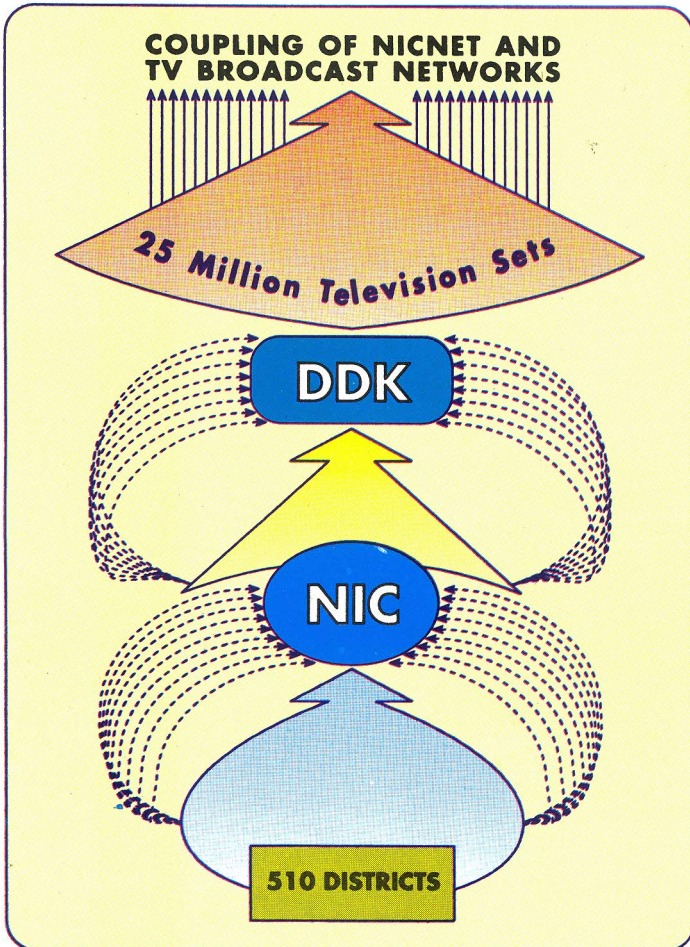 COUPLING OF NICNET AND
TV BROADCAST NETWORKS
25 Million Television Sets
DDK
NIC
510 DISTRICTS